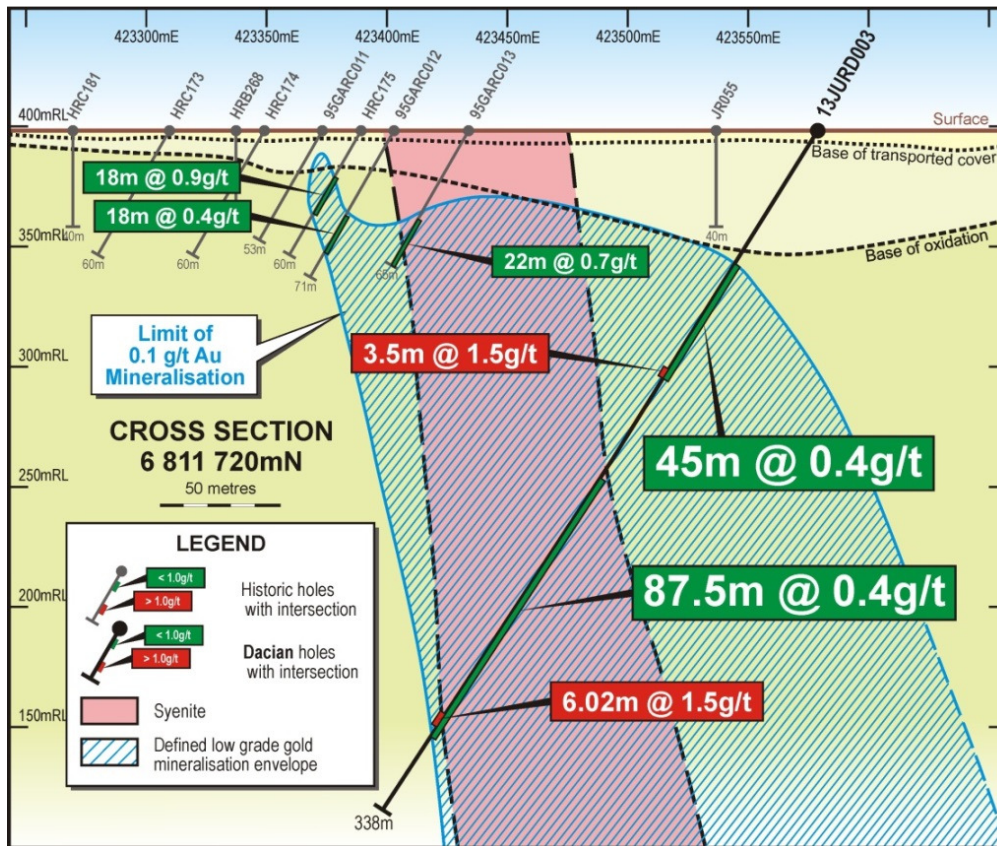 423300mE
423350mE
423400mE
423450mE
423500mE
423550mE
HRC181
HRC173
HRB268
HRC174
95GARC011
HRC175
95GARC012
95GARC013
JR055
13JURD003
400mRL
Surface
Base of transported cover
18m @ 0.9g/t
18m @ 0.4g/t
40m
60m
60m
53m
60m
71m
65m
40m
350mRL
Base of oxidation
22m @ 0.7g/t
Limit of
0.1 g/t Au
Mineralisation
3.5m @ 1.5g/t
300mRL
CROSS SECTION
6 811 720mN
50 metres
45m @ 0.4g/t
250mRL
LEGEND
< 1.0g/t
> 1.0g/t
Historic holes
with intersection
< 1.0g/t
> 1.0g/t
Dacian holes
with intersection
Syenite
Defined low grade gold
mineralisation envelope
87.5m @ 0.4g/t
200mRL
6.02m @ 1.5g/t
150mRL
338m